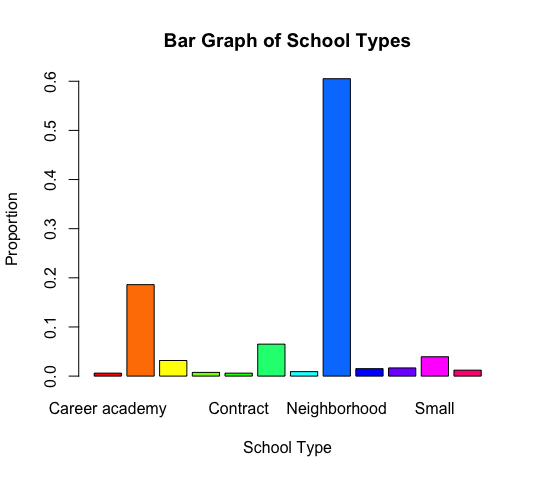 Bar Graph of School Types
Proportion
0.6
0.5
0.4
0.3
0.2
0.1
0.0
Career academy Contract Neighborhood Small
School Type